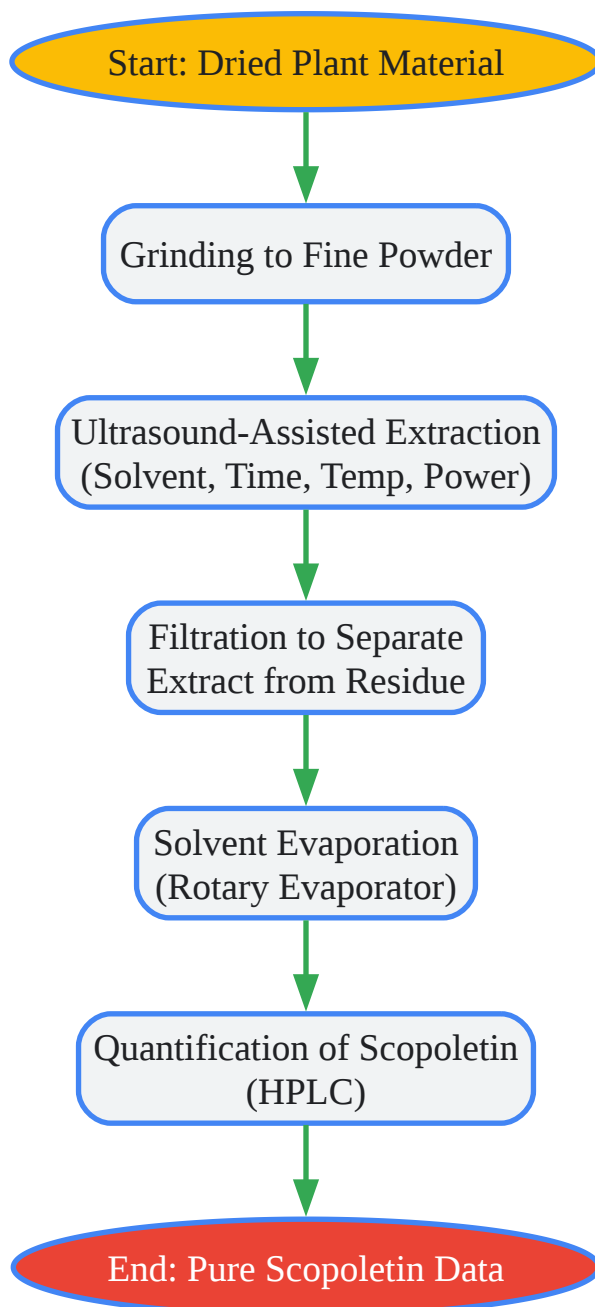 Start: Dried Plant Material
Grinding to Fine Powder
Ultrasound-Assisted Extraction
(Solvent, Time, Temp, Power)
Filtration to Separate
Extract from Residue
Solvent Evaporation
(Rotary Evaporator)
Quantification of Scopoletin
(HPLC)
End: Pure Scopoletin Data